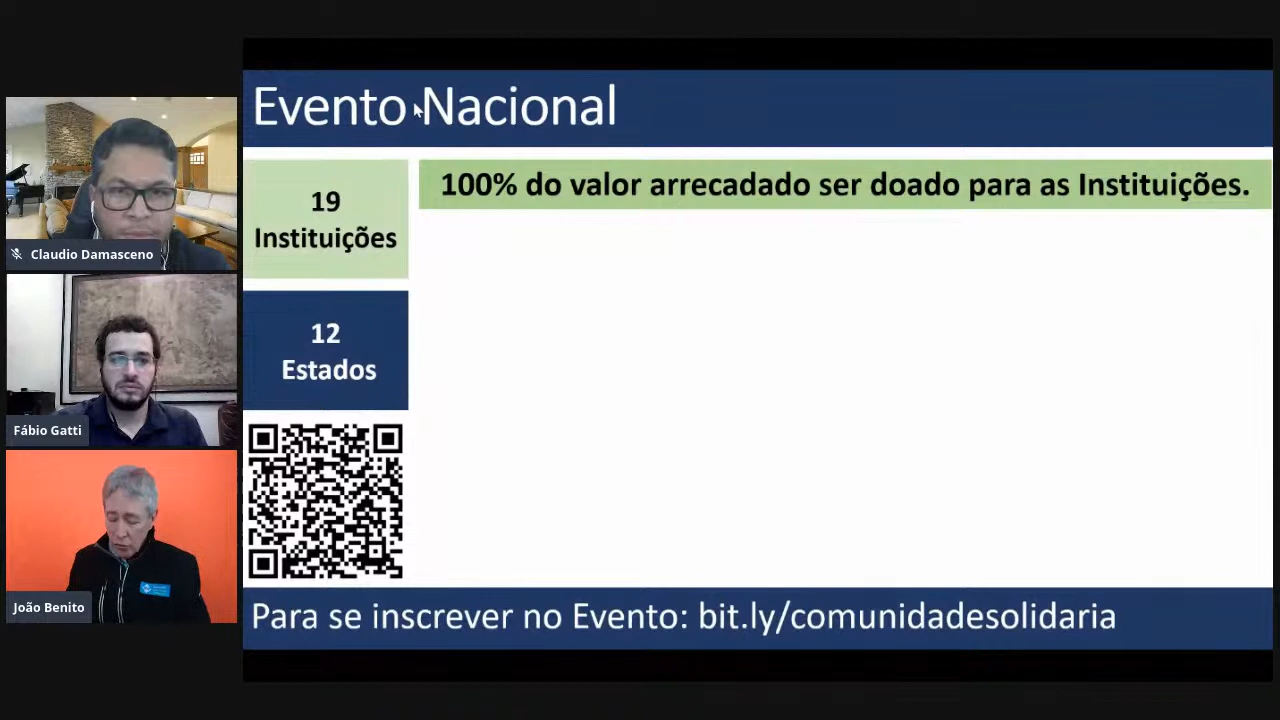 Evento Nacional
19
Instituições
100% do valor arrecadado ser doado para as Instituições.
12
Estados
Para se inscrever no Evento: bit.ly/comunidadesolidaria
Claudio Damasceno
Fábio Gatti
João Benito